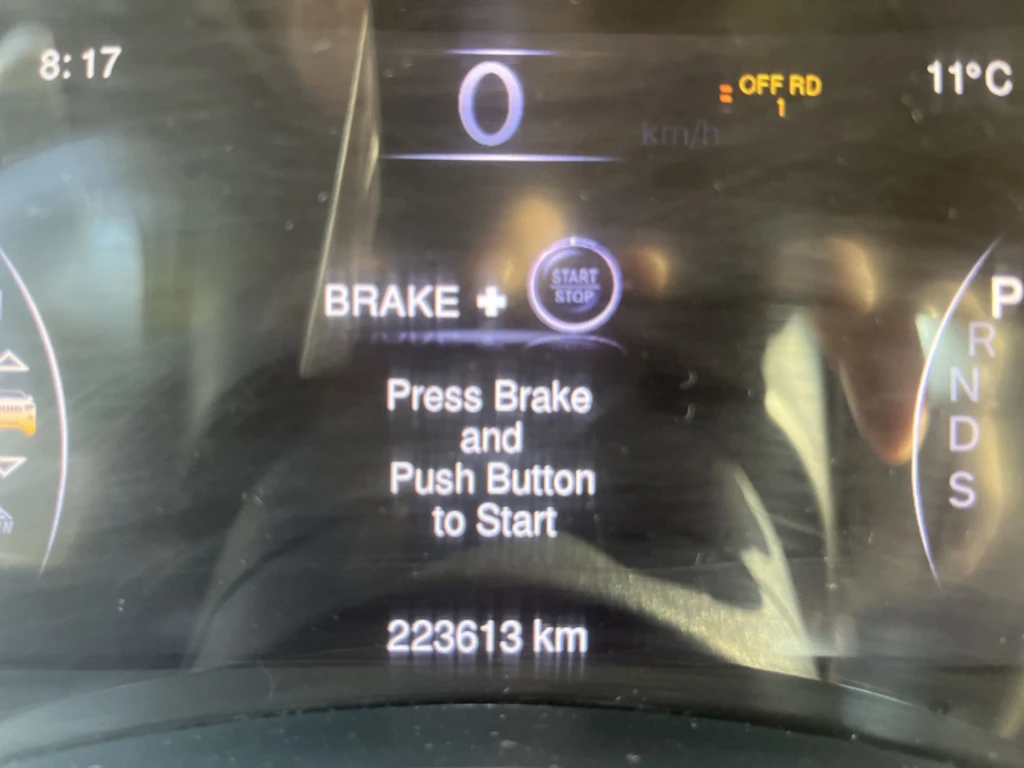 8:17
0
km/h
OFF RD
1
11°C
BRAKE +
START
STOP
P
R
N
D
S
Press Brake
and
Push Button
to Start
223613 km